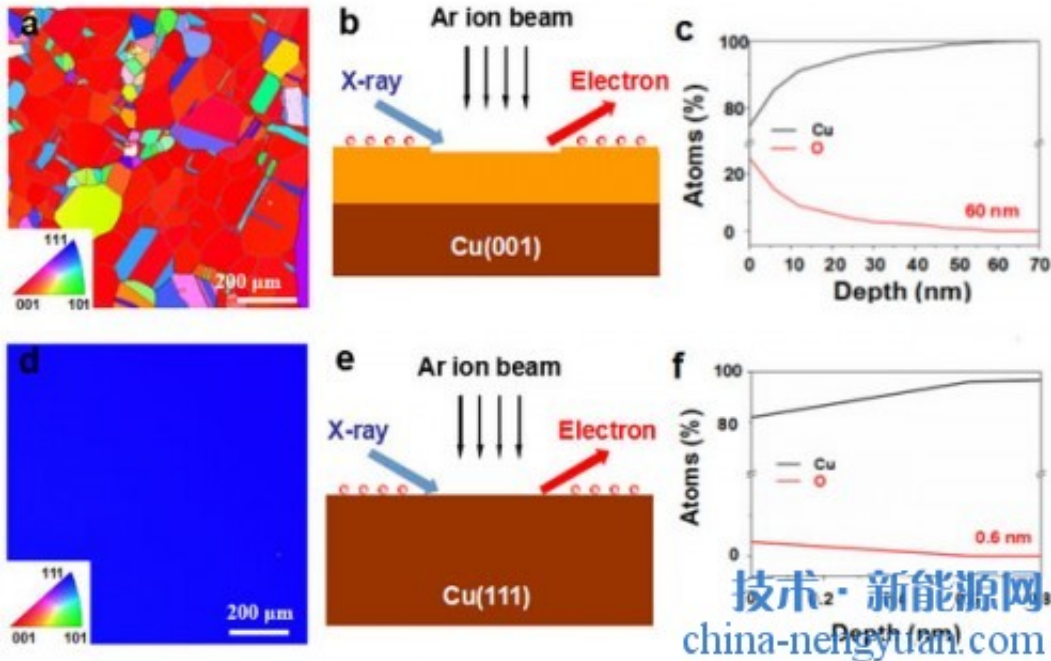 a
111
001
101
200 μm
b
Ar ion beam
X-ray
Electron
Cu(001)
c
100
80
20
0
Atoms (%)
Cu
O
60 nm
0 10 20 30 40 50 60 70
Depth (nm)
d
111
001
101
200 μm
e
Ar ion beam
X-ray
Electron
Cu(111)
f
100
80
0
Atoms (%)
Cu
O
0.6 nm
Depth (nm)
技术·新能源网
china-nengyuan.com